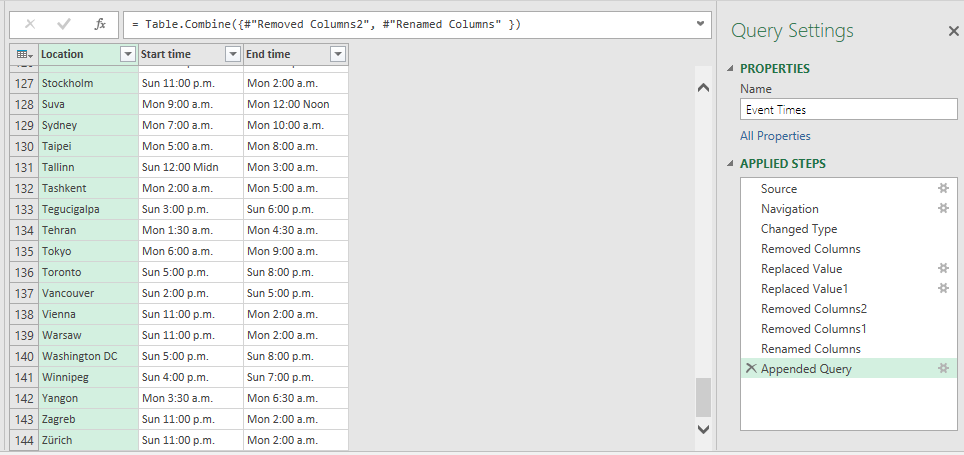 fx = Table.Combine({#"Removed Columns2", #"Renamed Columns" })
Location Start time End time
127 Stockholm Sun 11:00 p.m. Mon 2:00 a.m.
128 Suva Mon 9:00 a.m. Mon 12:00 Noon
129 Sydney Mon 7:00 a.m. Mon 10:00 a.m.
130 Taipei Mon 5:00 a.m. Mon 8:00 a.m.
131 Tallinn Sun 12:00 Midn Mon 3:00 a.m.
132 Tashkent Mon 2:00 a.m. Mon 5:00 a.m.
133 Tegucigalpa Sun 3:00 p.m. Sun 6:00 p.m.
134 Tehran Mon 1:30 a.m. Mon 4:30 a.m.
135 Tokyo Mon 6:00 a.m. Mon 9:00 a.m.
136 Toronto Sun 5:00 p.m. Sun 8:00 p.m.
137 Vancouver Sun 2:00 p.m. Sun 5:00 p.m.
138 Vienna Sun 11:00 p.m. Mon 2:00 a.m.
139 Warsaw Sun 11:00 p.m. Mon 2:00 a.m.
140 Washington DC Sun 5:00 p.m. Sun 8:00 p.m.
141 Winnipeg Sun 4:00 p.m. Sun 7:00 p.m.
142 Yangon Mon 3:30 a.m. Mon 6:30 a.m.
143 Zagreb Sun 11:00 p.m. Mon 2:00 a.m.
144 Zürich Sun 11:00 p.m. Mon 2:00 a.m.
Query Settings
PROPERTIES
Name
Event Times
All Properties
APPLIED STEPS
Source
Navigation
Changed Type
Removed Columns
Replaced Value
Replaced Value1
Removed Columns2
Removed Columns1
Renamed Columns
Appended Query